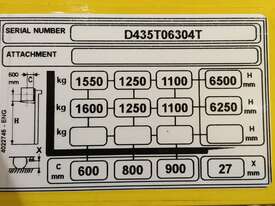 SERIAL NUMBER D435T06304T
ATTACHMENT
600 mm C kg 1550 1250 1100 6500 H mm
H kg 1600 1250 1100 6250 H mm
kg mm
X
C mm 600 800 900 27 X mm
4022745 - ENG